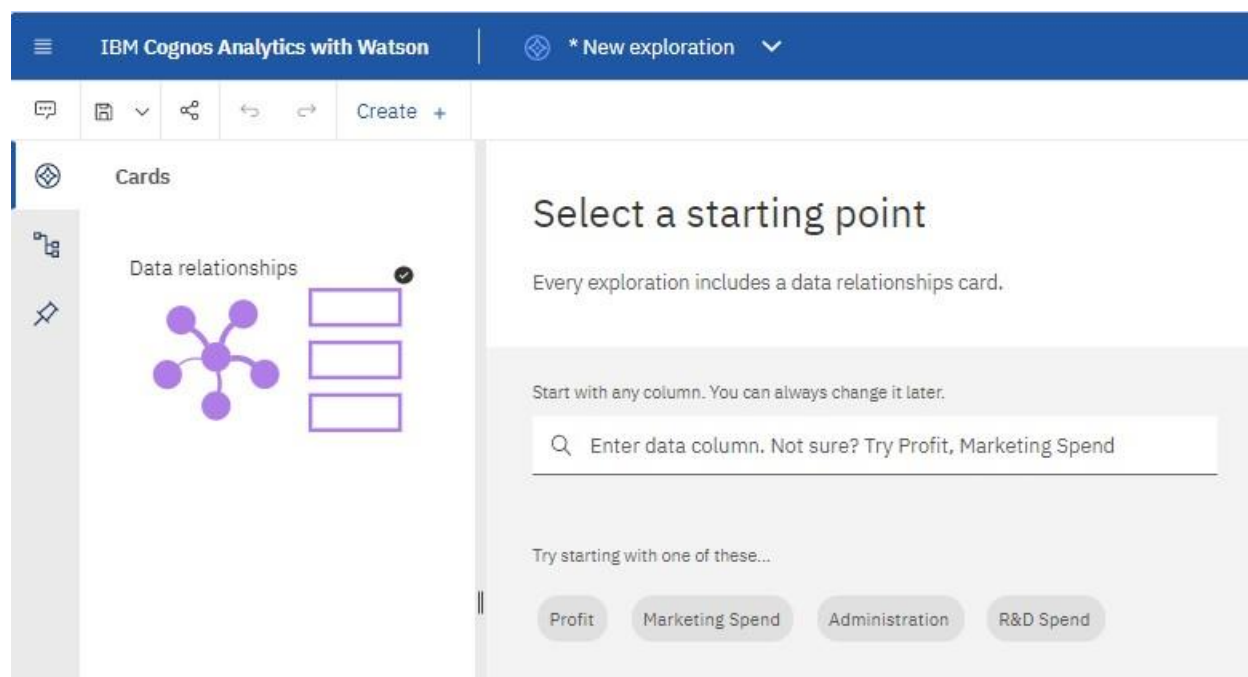 IBM Cognos Analytics with Watson
* New exploration
Create +
Cards
Data relationships
Select a starting point
Every exploration includes a data relationships card.
Start with any column. You can always change it later.
Enter data column. Not sure? Try Profit, Marketing Spend
Try starting with one of these...
Profit Marketing Spend Administration R&D Spend